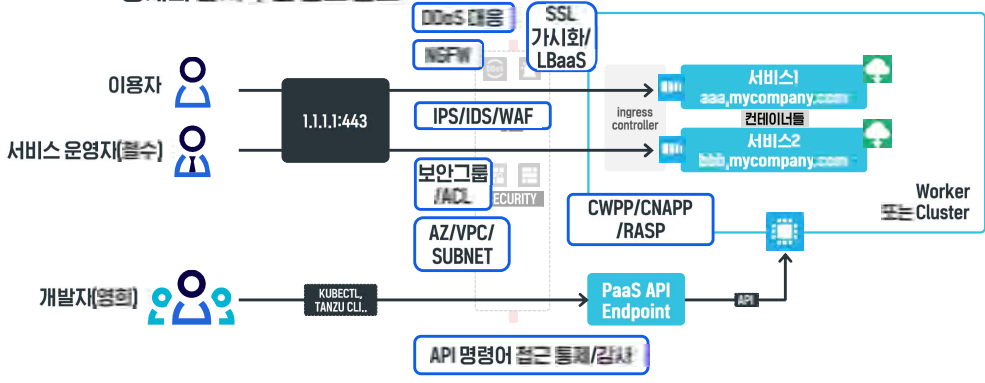 DDoS 대응
NGFW
SSL
가시화/
LBaaS
이용자
1.1.1.1:443
IPS/IDS/WAF
ingress
controller
서비스1
aaa.mycompany.com
컨테이너들
서비스2
bbb.mycompany.com
서비스 운영자(철수)
보안그룹
/ACL
SECURITY
AZ/VPC/
SUBNET
CWPP/CNAPP
/RASP
Worker
또는 Cluster
개발자(영희)
KUBECTL,
TANZU CLI..
PaaS API
Endpoint
API
API 명령어 접근 통제/감사